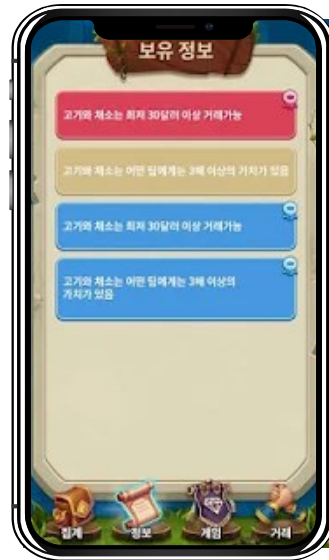 보유 정보
고기와 채소는 최저 30달러 이상 거래가능
고기와 채소는 어떤 팀에게는 3배 이상의 가치가 있음
고기와 채소는 최저 30달러 이상 거래가능
고기와 채소는 어떤 팀에게는 3배 이상의
가치가 있음
집계 정보 게임 거래